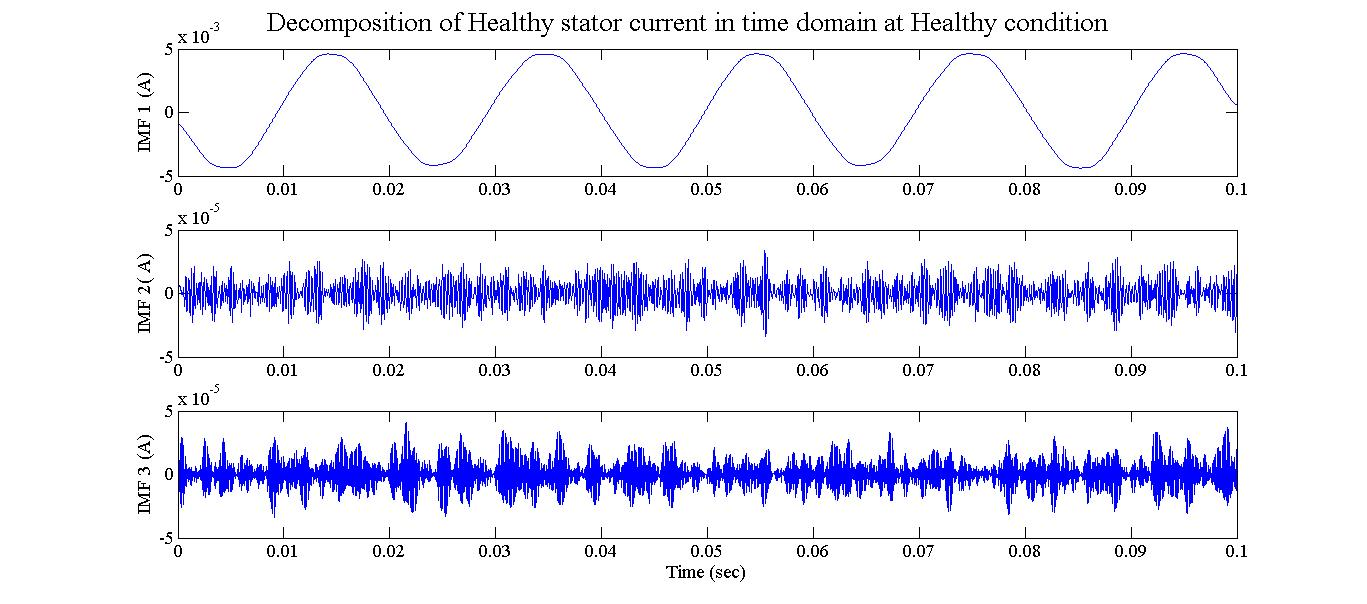 Decomposition of Healthy stator current in time domain at Healthy condition
x 10-3
5
0
-5
IMF 1 (A)
0 0.01 0.02 0.03 0.04 0.05 0.06 0.07 0.08 0.09 0.1
x 10-5
5
0
-5
IMF 2 ( A)
0 0.01 0.02 0.03 0.04 0.05 0.06 0.07 0.08 0.09 0.1
x 10-5
5
0
-5
IMF 3 (A)
0 0.01 0.02 0.03 0.04 0.05 0.06 0.07 0.08 0.09 0.1
Time (sec)